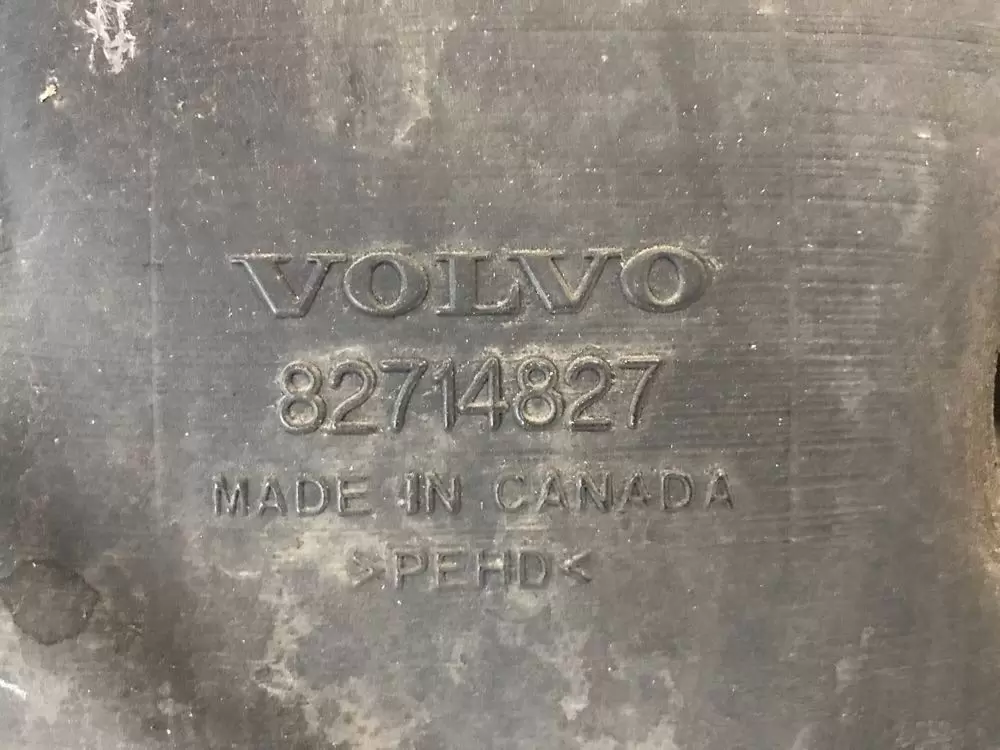 VOLVO
82714827
MADE IN CANADA
>PEHD<